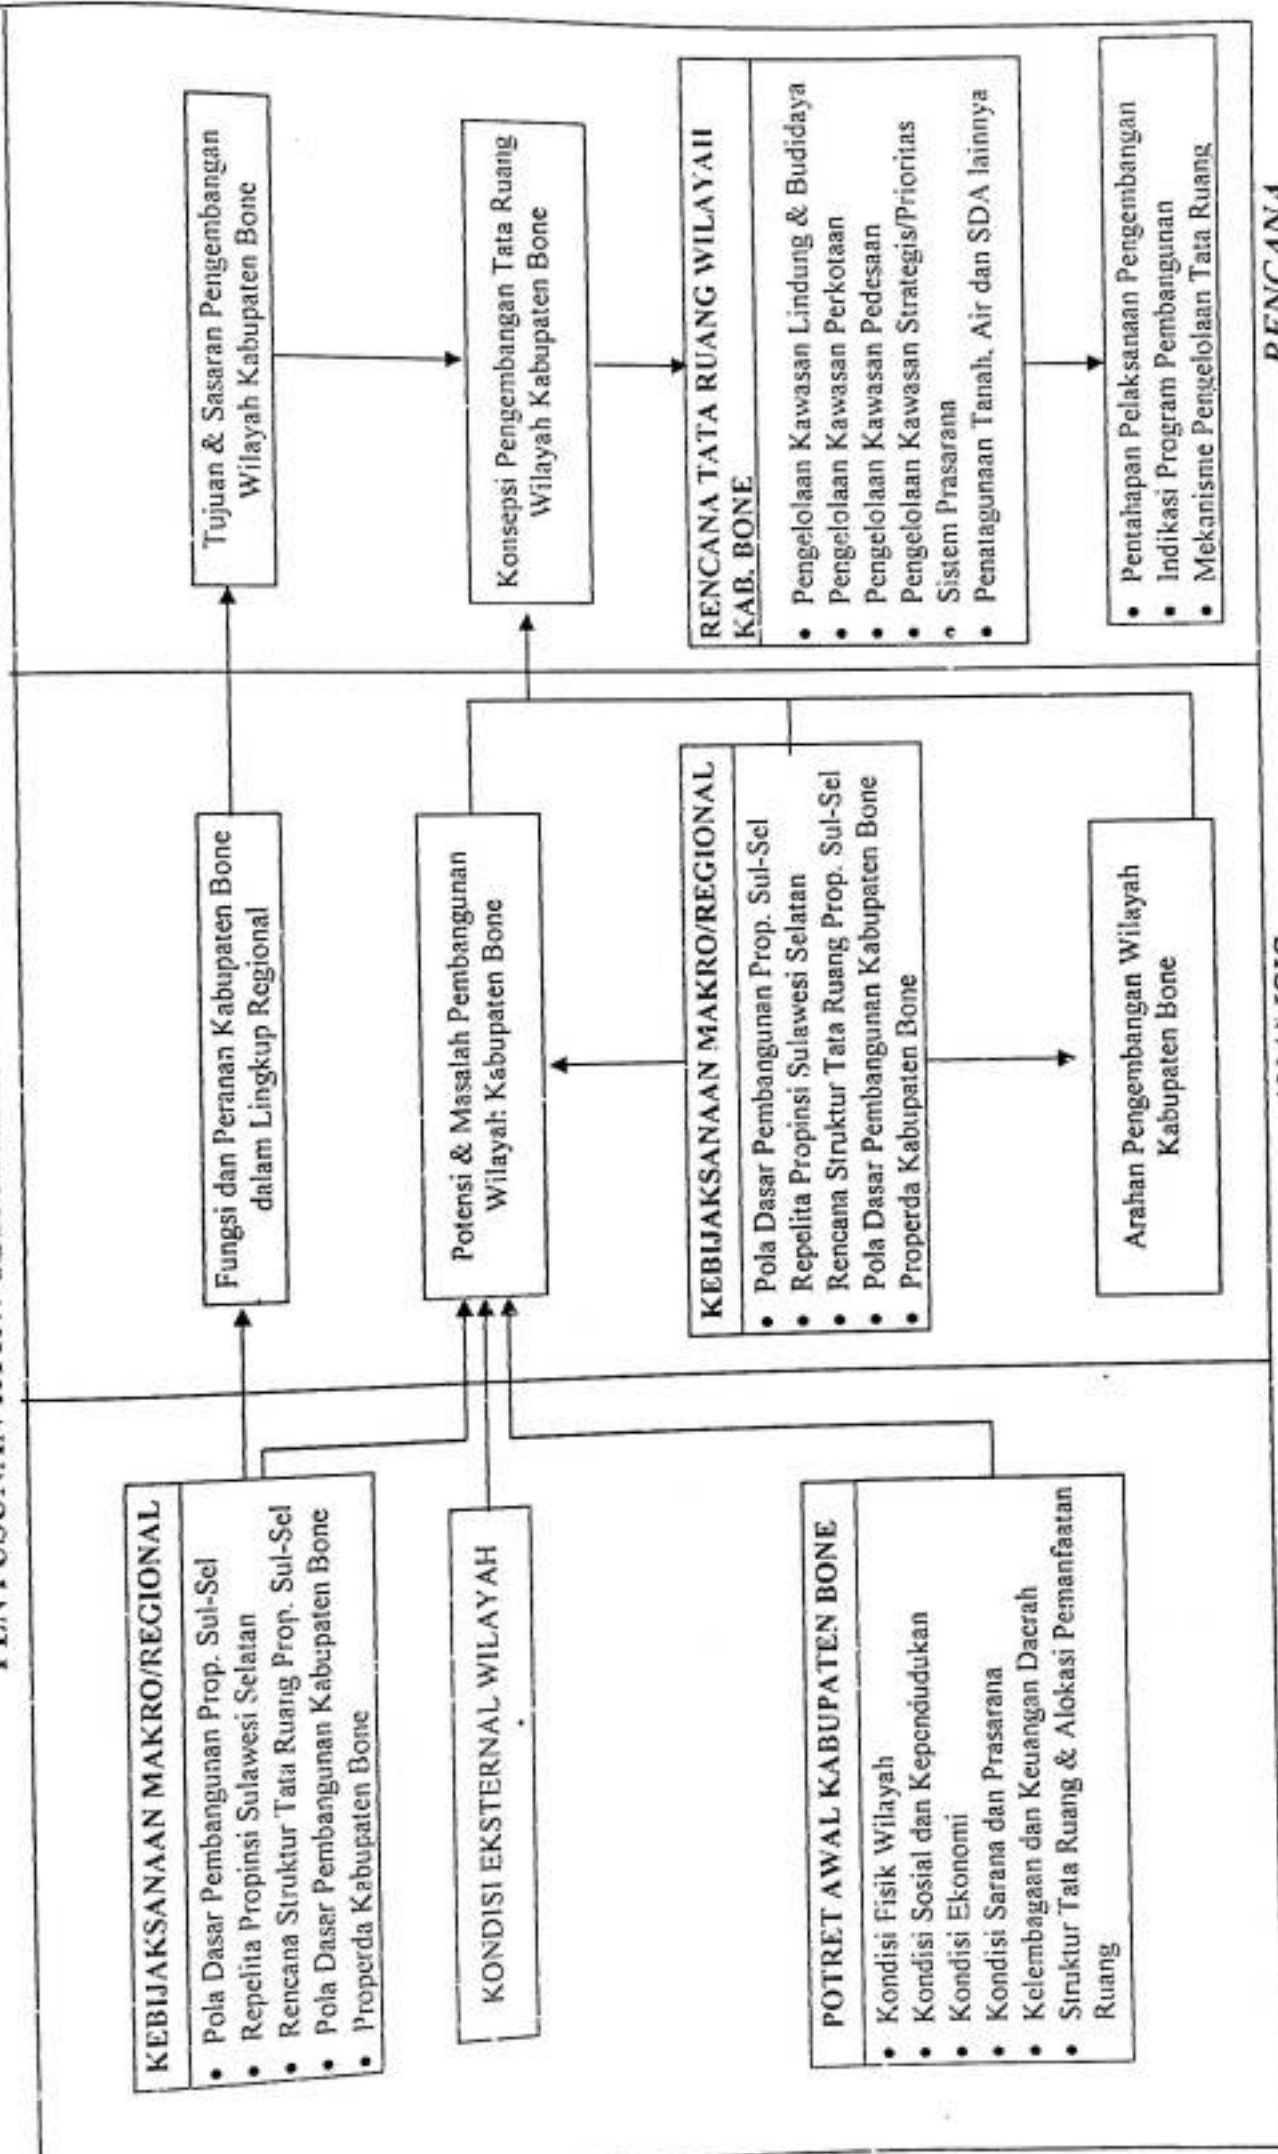 KEBIJAKSANAAN MAKRO/REGIONAL
• Pola Dasar Pembangunan Prop. Sul-Sel
• Repelita Propinsi Sulawesi Selatan
• Rencana Struktur Tata Ruang Prop. Sul-Sel
• Pola Dasar Pembangunan Kabupaten Bone
• Properda Kabupaten Bone
KONDISI EKSTERNAL WILAYAH
POTRET AWAL KABUPATEN BONE
• Kondisi Fisik Wilayah
• Kondisi Sosial dan Kependudukan
• Kondisi Ekonomi
• Kondisi Sarana dan Prasarana
• Kelembagaan dan Keuangan Daerah
• Struktur Tata Ruang & Alokasi Pemanfaatan
Ruang
Fungsi dan Peranan Kabupaten Bone
dalam Lingkup Regional
Potensi & Masalah Pembangunan
Wilayah Kabupaten Bone
KEBIJAKSANAAN MAKRO/REGIONAL
• Pola Dasar Pembangunan Prop. Sul-Sel
• Repelita Propinsi Sulawesi Selatan
• Rencana Struktur Tata Ruang Prop. Sul-Sel
• Pola Dasar Pembangunan Kabupaten Bone
• Properda Kabupaten Bone
Arahan Pengembangan Wilayah
Kabupaten Bone
Tujuan & Sasaran Pengembangan
Wilayah Kabupaten Bone
Konsepsi Pengembangan Tata Ruang
Wilayah Kabupaten Bone
RENCANA TATA RUANG WILAYAH
KAB. BONE
• Pengelolaan Kawasan Lindung & Budidaya
• Pengelolaan Kawasan Perkotaan
• Pengelolaan Kawasan Pedesaan
• Pengelolaan Kawasan Strategis/Prioritas
• Sistem Prasarana
• Penatagunaan Tanah, Air dan SDA lainnya
• Pentahapan Pelaksanaan Pengembangan
• Indikasi Program Pembangunan
• Mekanisme Pengelolaan Tata Ruang
RENCANA